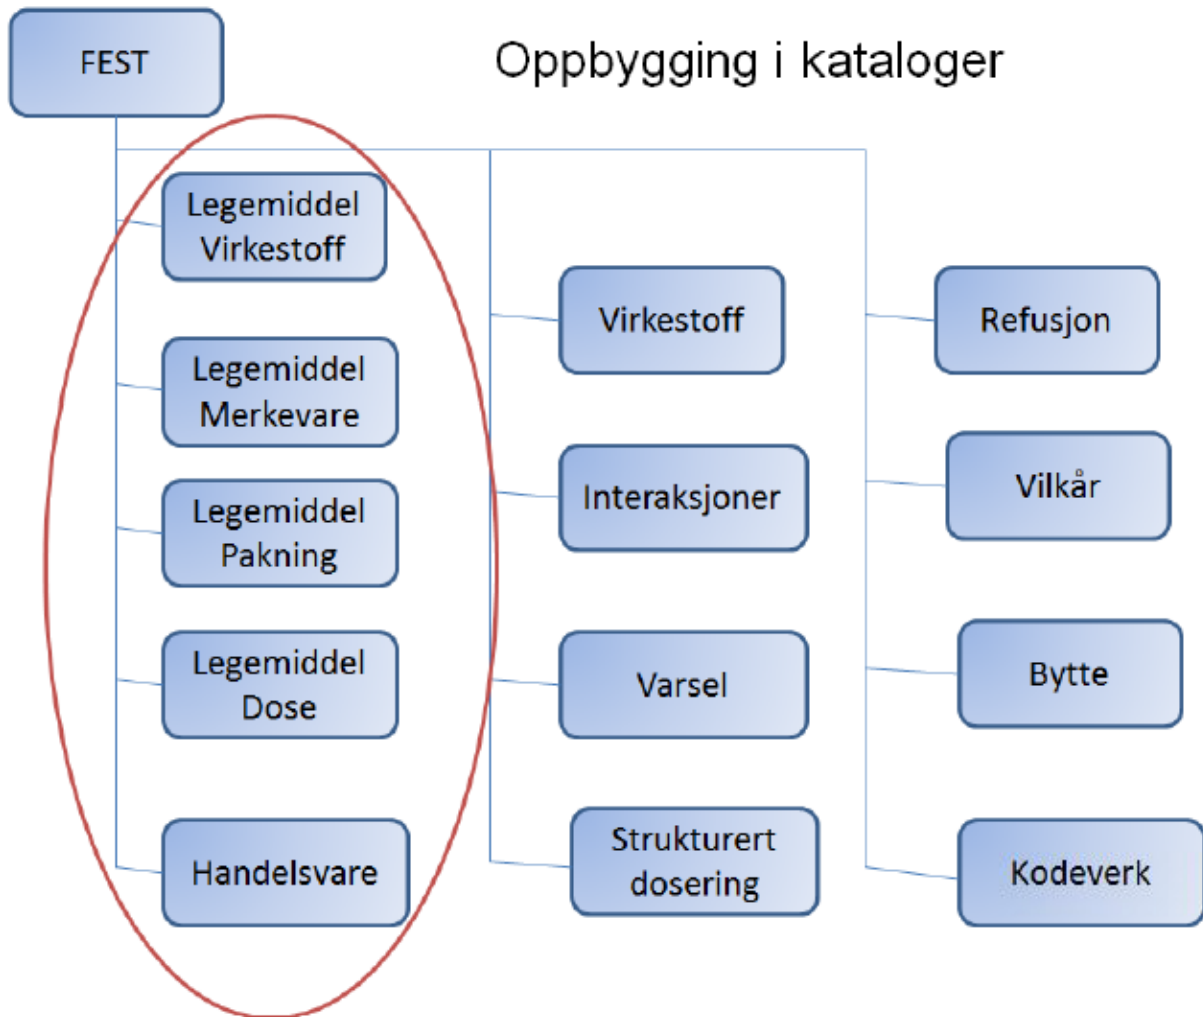 FEST
Oppbygging i kataloger
Legemiddel
Virkestoff
Legemiddel
Merkevare
Legemiddel
Pakning
Legemiddel
Dose
Handelsvare
Virkestoff
Interaksjoner
Varsel
Strukturert
dosering
Refusjon
Vilkår
Bytte
Kodeverk